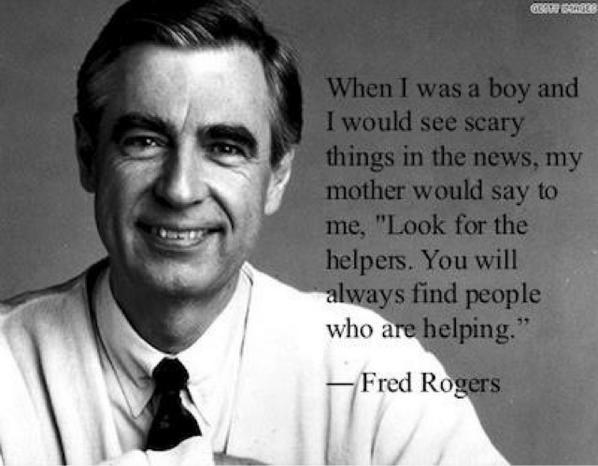 GETTY IMAGES
When I was a boy and
I would see scary
things in the news, my
mother would say to
me, "Look for the
helpers. You will
always find people
who are helping.”
— Fred Rogers